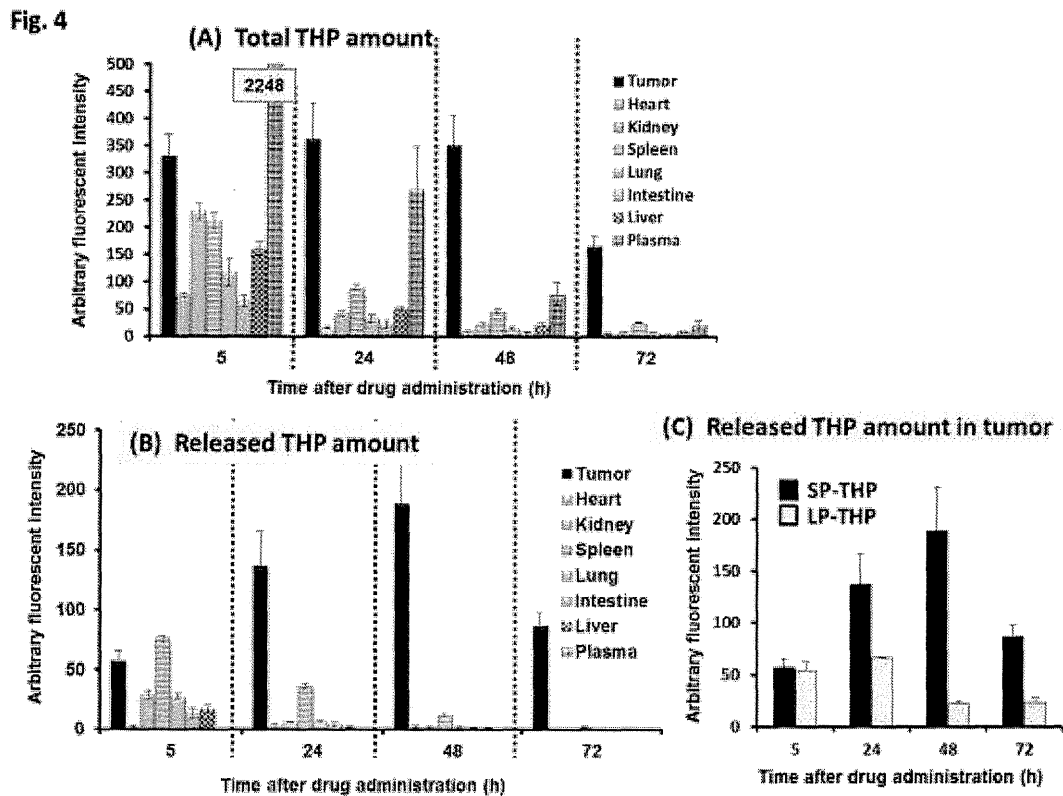 Fig. 4
(A) Total THP amount
Arbitrary fluorescent Intensity
500
450
400
350
300
250
200
150
100
50
0
2248
Tumor
Heart
Kidney
Spleen
Lung
Intestine
Liver
Plasma
5 24 48 72
Time after drug administration (h)
(B) Released THP amount
Arbitrary fluorescent Intensity
250
200
150
100
50
0
Tumor
Heart
Kidney
Spleen
Lung
Intestine
Liver
Plasma
5 24 48 72
Time after drug administration (h)
(C) Released THP amount in tumor
Arbitrary fluorescent Intensity
250
200
150
100
50
0
SP-THP
LP-THP
5 24 48 72
Time after drug administration (h)